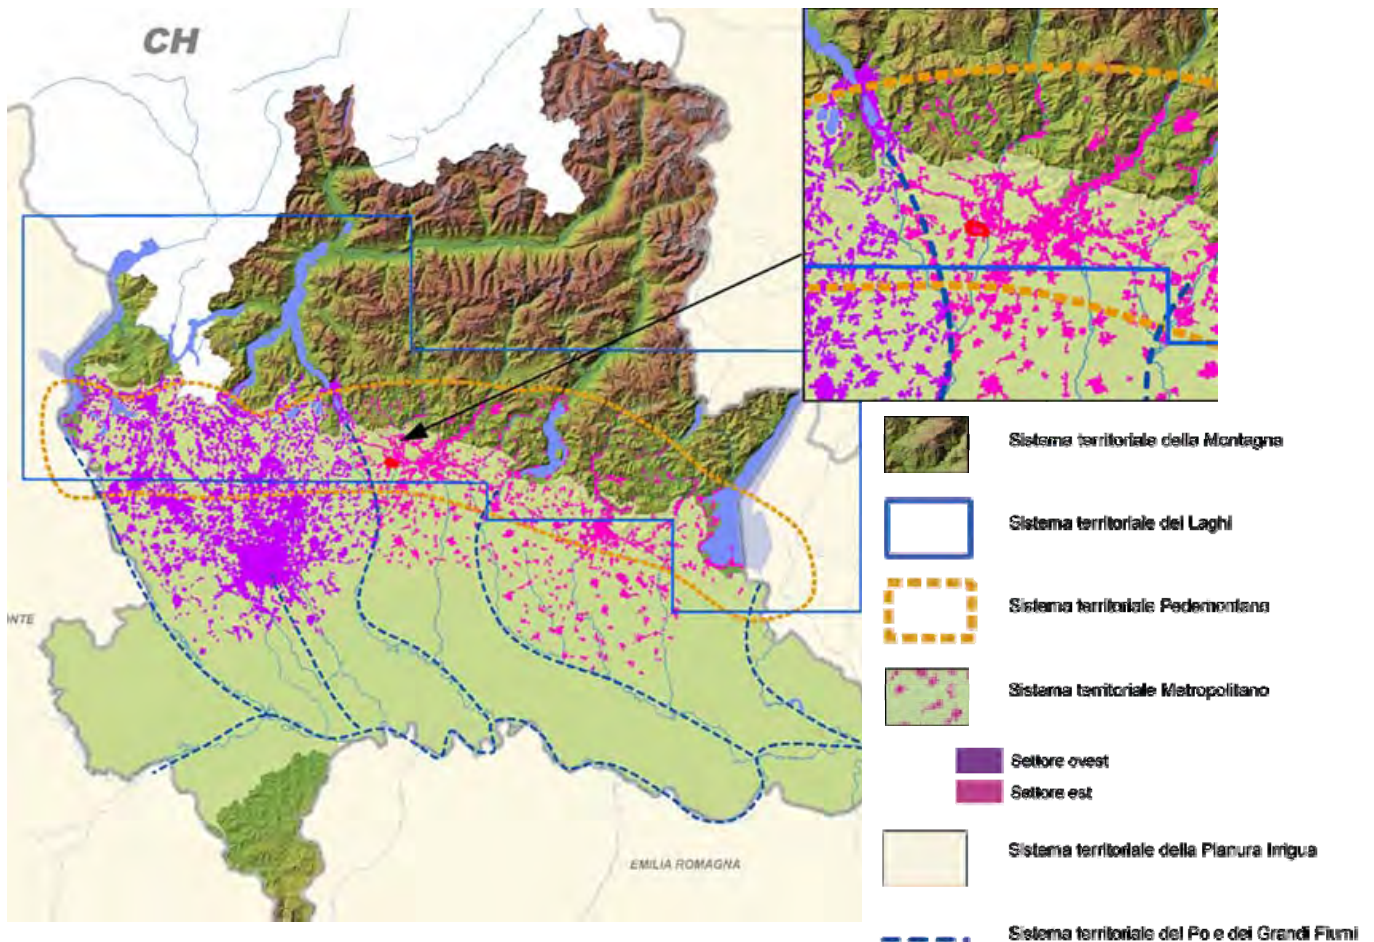 CH
Sistema territoriale della Montagna
Sistema territoriale dei Laghi
Sistema territoriale Pedemontano
Sistema territoriale Metropolitano
Settore ovest
Settore est
Sistema territoriale della Pianura Irrigua
Sistema territoriale del Po e dei Grandi Fiumi
ONTE
EMILIA ROMAGNA